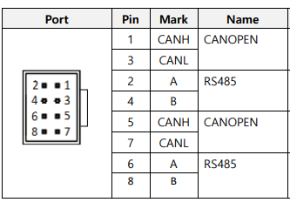 Port Pin Mark Name
1 CANH CANOPEN
3 CANL
2 A RS485
4 B
5 CANH CANOPEN
7 CANL
6 A RS485
8 B
2 1
4 3
6 5
8 7